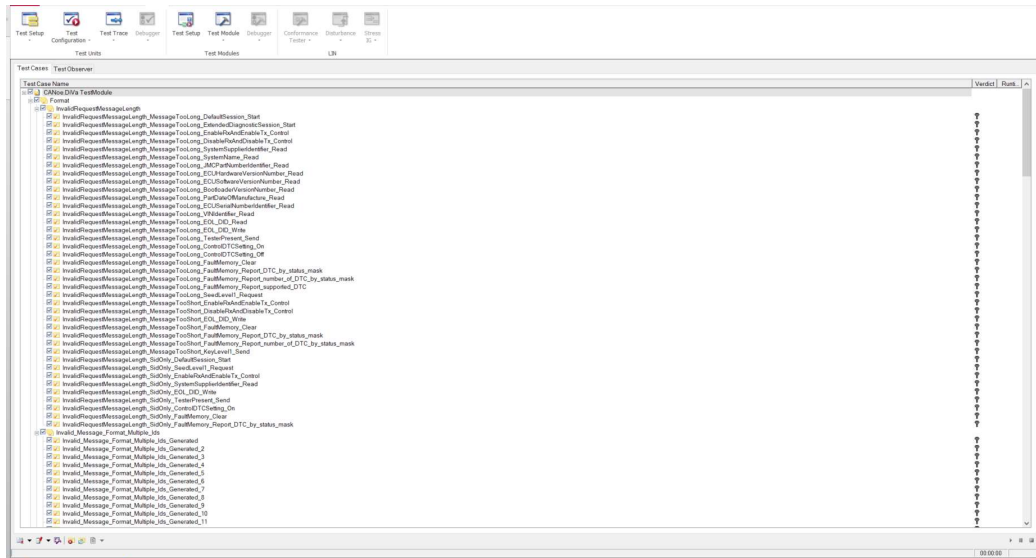 Test Setup
Test Configuration
Test Trace
Debugger
Test Setup
Test Module
Debugger
Conformance Tester
Disturbance
Stress IG
Test Units
Test Modules
LIN
Test Cases
Test Observer
Test Case Name
Verdict
Runti...
CANoe.DiVa TestModule
Format
InvalidRequestMessageLength
InvalidRequestMessageLength_MessageTooLong_DefaultSession_Start
InvalidRequestMessageLength_MessageTooLong_ExtendedDiagnosticSession_Start
InvalidRequestMessageLength_MessageTooLong_EnableRxAndEnableTx_Control
InvalidRequestMessageLength_MessageTooLong_DisableRxAndDisableTx_Control
InvalidRequestMessageLength_MessageTooLong_SystemSupplierIdentifier_Read
InvalidRequestMessageLength_MessageTooLong_SystemName_Read
InvalidRequestMessageLength_MessageTooLong_JMCPartNumberIdentifier_Read
InvalidRequestMessageLength_MessageTooLong_ECUHardwareVersionNumber_Read
InvalidRequestMessageLength_MessageTooLong_ECUSoftwareVersionNumber_Read
InvalidRequestMessageLength_MessageTooLong_BootloaderVersionNumber_Read
InvalidRequestMessageLength_MessageTooLong_PartDateOfManufacture_Read
InvalidRequestMessageLength_MessageTooLong_ECUSerialNumberIdentifier_Read
InvalidRequestMessageLength_MessageTooLong_VINIdentifier_Read
InvalidRequestMessageLength_MessageTooLong_EOL_DID_Read
InvalidRequestMessageLength_MessageTooLong_EOL_DID_Write
InvalidRequestMessageLength_MessageTooLong_TesterPresent_Send
InvalidRequestMessageLength_MessageTooLong_ControlDTCSetting_On
InvalidRequestMessageLength_MessageTooLong_ControlDTCSetting_Off
InvalidRequestMessageLength_MessageTooLong_FaultMemory_Clear
InvalidRequestMessageLength_MessageTooLong_FaultMemory_Report_DTC_by_status_mask
InvalidRequestMessageLength_MessageTooLong_FaultMemory_Report_number_of_DTC_by_status_mask
InvalidRequestMessageLength_MessageTooLong_FaultMemory_Report_supported_DTC
InvalidRequestMessageLength_MessageTooLong_SeedLevel1_Request
InvalidRequestMessageLength_MessageTooShort_EnableRxAndEnableTx_Control
InvalidRequestMessageLength_MessageTooShort_DisableRxAndDisableTx_Control
InvalidRequestMessageLength_MessageTooShort_EOL_DID_Write
InvalidRequestMessageLength_MessageTooShort_FaultMemory_Clear
InvalidRequestMessageLength_MessageTooShort_FaultMemory_Report_DTC_by_status_mask
InvalidRequestMessageLength_MessageTooShort_FaultMemory_Report_number_of_DTC_by_status_mask
InvalidRequestMessageLength_MessageTooShort_KeyLevel1_Send
InvalidRequestMessageLength_SidOnly_DefaultSession_Start
InvalidRequestMessageLength_SidOnly_SeedLevel1_Request
InvalidRequestMessageLength_SidOnly_EnableRxAndEnableTx_Control
InvalidRequestMessageLength_SidOnly_SystemSupplierIdentifier_Read
InvalidRequestMessageLength_SidOnly_EOL_DID_Write
InvalidRequestMessageLength_SidOnly_TesterPresent_Send
InvalidRequestMessageLength_SidOnly_ControlDTCSetting_On
InvalidRequestMessageLength_SidOnly_FaultMemory_Clear
InvalidRequestMessageLength_SidOnly_FaultMemory_Report_DTC_by_status_mask
Invalid_Message_Format_Multiple_Ids
Invalid_Message_Format_Multiple_Ids_Generated
Invalid_Message_Format_Multiple_Ids_Generated_2
Invalid_Message_Format_Multiple_Ids_Generated_3
Invalid_Message_Format_Multiple_Ids_Generated_4
Invalid_Message_Format_Multiple_Ids_Generated_5
Invalid_Message_Format_Multiple_Ids_Generated_6
Invalid_Message_Format_Multiple_Ids_Generated_7
Invalid_Message_Format_Multiple_Ids_Generated_8
Invalid_Message_Format_Multiple_Ids_Generated_9
Invalid_Message_Format_Multiple_Ids_Generated_10
Invalid_Message_Format_Multiple_Ids_Generated_11
00:00:00